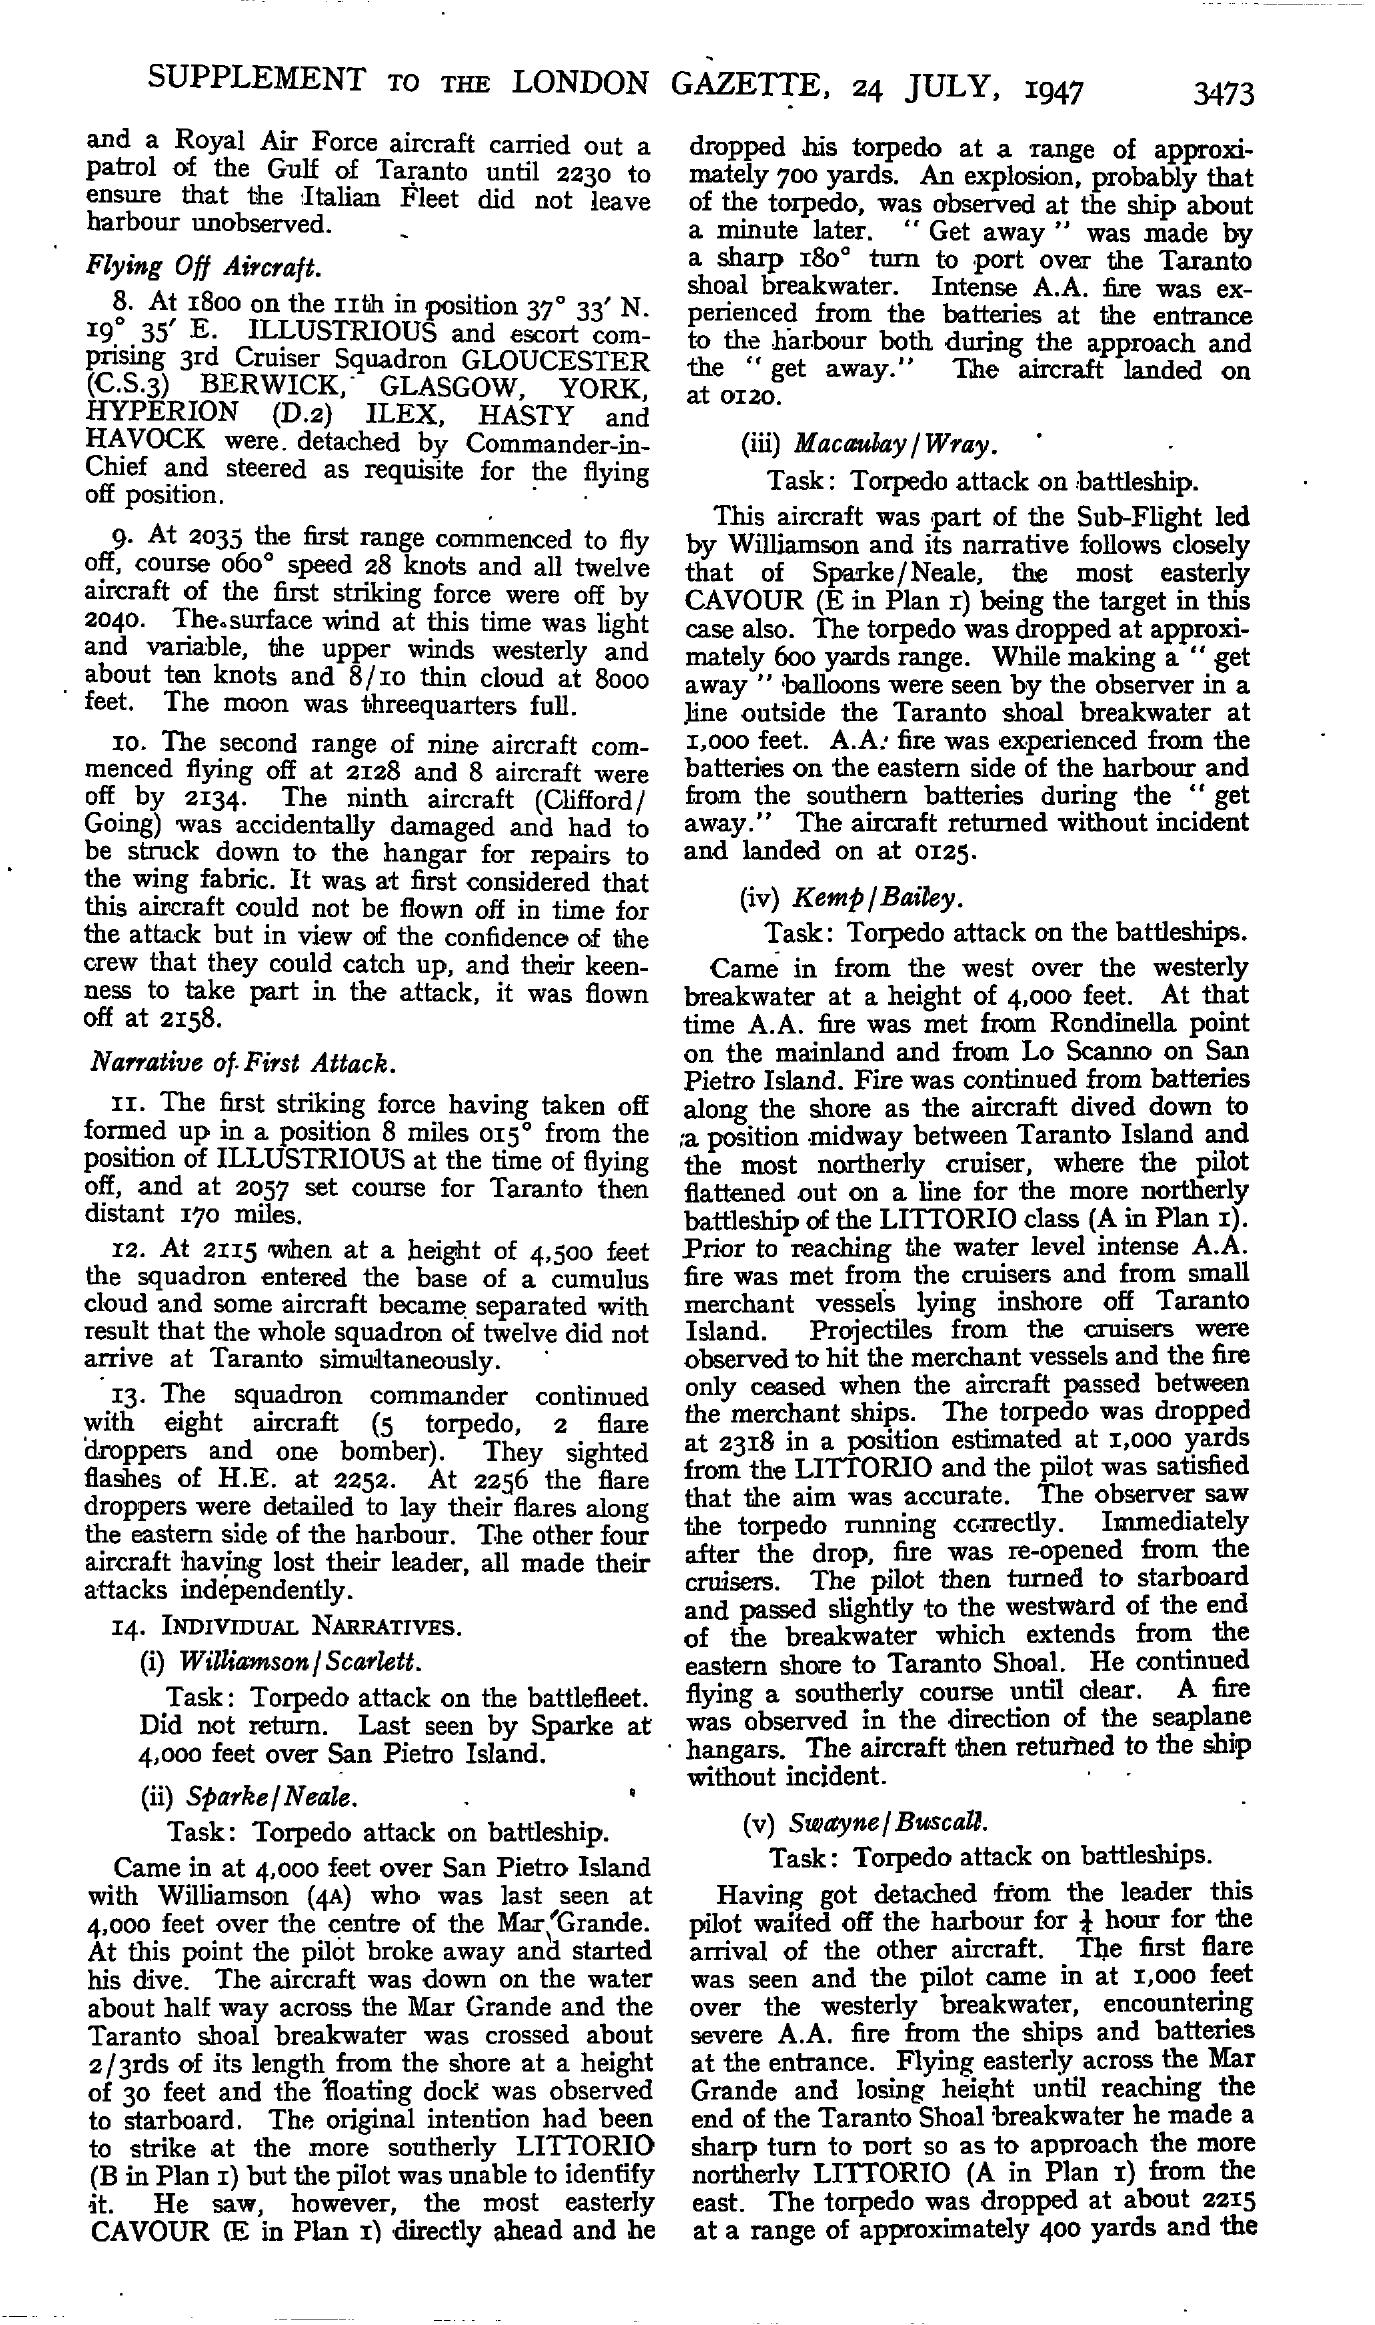 SUPPLEMENT TO THE LONDON GAZETTE, 24 JULY, 1947 3473
and a Royal Air Force aircraft carried out a
patrol of the Gulf of Taranto until 2230 to
ensure that the Italian Fleet did not leave
harbour unobserved.
Flying Off Aircraft.
8. At 1800 on the 11th in position 37° 33′ N.
19° 35′ E. ILLUSTRIOUS and escort com-
prising 3rd Cruiser Squadron GLOUCESTER
(C.S.3) BERWICK, GLASGOW, YORK,
HYPERION (D.2) ILEX, HASTY and
HAVOCK were detached by Commander-in-
Chief and steered as requisite for the flying
off position.
9. At 2035 the first range commenced to fly
off, course 060° speed 28 knots and all twelve
aircraft of the first striking force were off by
2040. The surface wind at this time was light
and variable, the upper winds westerly and
about ten knots and 8/10 thin cloud at 8000
feet. The moon was threequarters full.
10. The second range of nine aircraft com-
menced flying off at 2128 and 8 aircraft were
off by 2134. The ninth aircraft (Clifford/
Going) was accidentally damaged and had to
be struck down to the hangar for repairs to
the wing fabric. It was at first considered that
this aircraft could not be flown off in time for
the attack but in view of the confidence of the
crew that they could catch up, and their keen-
ness to take part in the attack, it was flown
off at 2158.
Narrative of First Attack.
11. The first striking force having taken off
formed up in a position 8 miles 015° from the
position of ILLUSTRIOUS at the time of flying
off, and at 2057 set course for Taranto then
distant 170 miles.
12. At 2115 when at a height of 4,500 feet
the squadron entered the base of a cumulus
cloud and some aircraft became separated with
result that the whole squadron of twelve did not
arrive at Taranto simultaneously.
13. The squadron commander continued
with eight aircraft (5 torpedo, 2 flare
droppers and one bomber). They sighted
flashes of H.E. at 2252. At 2256 the flare
droppers were detailed to lay their flares along
the eastern side of the harbour. The other four
aircraft having lost their leader, all made their
attacks independently.
14. INDIVIDUAL NARRATIVES.
(i) Williamson/Scarlett.
Task: Torpedo attack on the battlefleet.
Did not return. Last seen by Sparke at
4,000 feet over San Pietro Island.
(ii) Sparke/Neale.
Task: Torpedo attack on battleship.
Came in at 4,000 feet over San Pietro Island
with Williamson (4A) who was last seen at
4,000 feet over the centre of the Mar Grande.
At this point the pilot broke away and started
his dive. The aircraft was down on the water
about half way across the Mar Grande and the
Taranto shoal breakwater was crossed about
2/3rds of its length from the shore at a height
of 30 feet and the floating dock was observed
to starboard. The original intention had been
to strike at the more southerly LITTORIO
(B in Plan 1) but the pilot was unable to identify
it. He saw, however, the most easterly
CAVOUR (E in Plan 1) directly ahead and he
dropped his torpedo at a range of approxi-
mately 700 yards. An explosion, probably that
of the torpedo, was observed at the ship about
a minute later. "Get away" was made by
a sharp 180° turn to port over the Taranto
shoal breakwater. Intense A.A. fire was ex-
perienced from the batteries at the entrance
to the harbour both during the approach and
the "get away." The aircraft landed on
at 0120.
(iii) Macaulay/Wray.
Task: Torpedo attack on battleship.
This aircraft was part of the Sub-Flight led
by Williamson and its narrative follows closely
that of Sparke/Neale, the most easterly
CAVOUR (E in Plan 1) being the target in this
case also. The torpedo was dropped at approxi-
mately 600 yards range. While making a "get
away" balloons were seen by the observer in a
line outside the Taranto shoal breakwater at
1,000 feet. A.A. fire was experienced from the
batteries on the eastern side of the harbour and
from the southern batteries during the "get
away." The aircraft returned without incident
and landed on at 0125.
(iv) Kemp/Bailey.
Task: Torpedo attack on the battleships.
Came in from the west over the westerly
breakwater at a height of 4,000 feet. At that
time A.A. fire was met from Rondinella point
on the mainland and from Lo Scanno on San
Pietro Island. Fire was continued from batteries
along the shore as the aircraft dived down to
a position midway between Taranto Island and
the most northerly cruiser, where the pilot
flattened out on a line for the more northerly
battleship of the LITTORIO class (A in Plan 1).
Prior to reaching the water level intense A.A.
fire was met from the cruisers and from small
merchant vessels lying inshore off Taranto
Island. Projectiles from the cruisers were
observed to hit the merchant vessels and the fire
only ceased when the aircraft passed between
the merchant ships. The torpedo was dropped
at 2318 in a position estimated at 1,000 yards
from the LITTORIO and the pilot was satisfied
that the aim was accurate. The observer saw
the torpedo running correctly. Immediately
after the drop, fire was re-opened from the
cruisers. The pilot then turned to starboard
and passed slightly to the westward of the end
of the breakwater which extends from the
eastern shore to Taranto Shoal. He continued
flying a southerly course until clear. A fire
was observed in the direction of the seaplane
hangars. The aircraft then returned to the ship
without incident.
(v) Swayne/Buscall.
Task: Torpedo attack on battleships.
Having got detached from the leader this
pilot waited off the harbour for hour for the
arrival of the other aircraft. The first flare
was seen and the pilot came in at 1,000 feet
over the westerly breakwater, encountering
severe A.A. fire from the ships and batteries
at the entrance. Flying easterly across the Mar
Grande and losing height until reaching the
end of the Taranto Shoal breakwater he made a
sharp turn to port so as to approach the more
northerly LITTORIO (A in Plan 1) from the
east. The torpedo was dropped at about 2215
at a range of approximately 400 yards and the